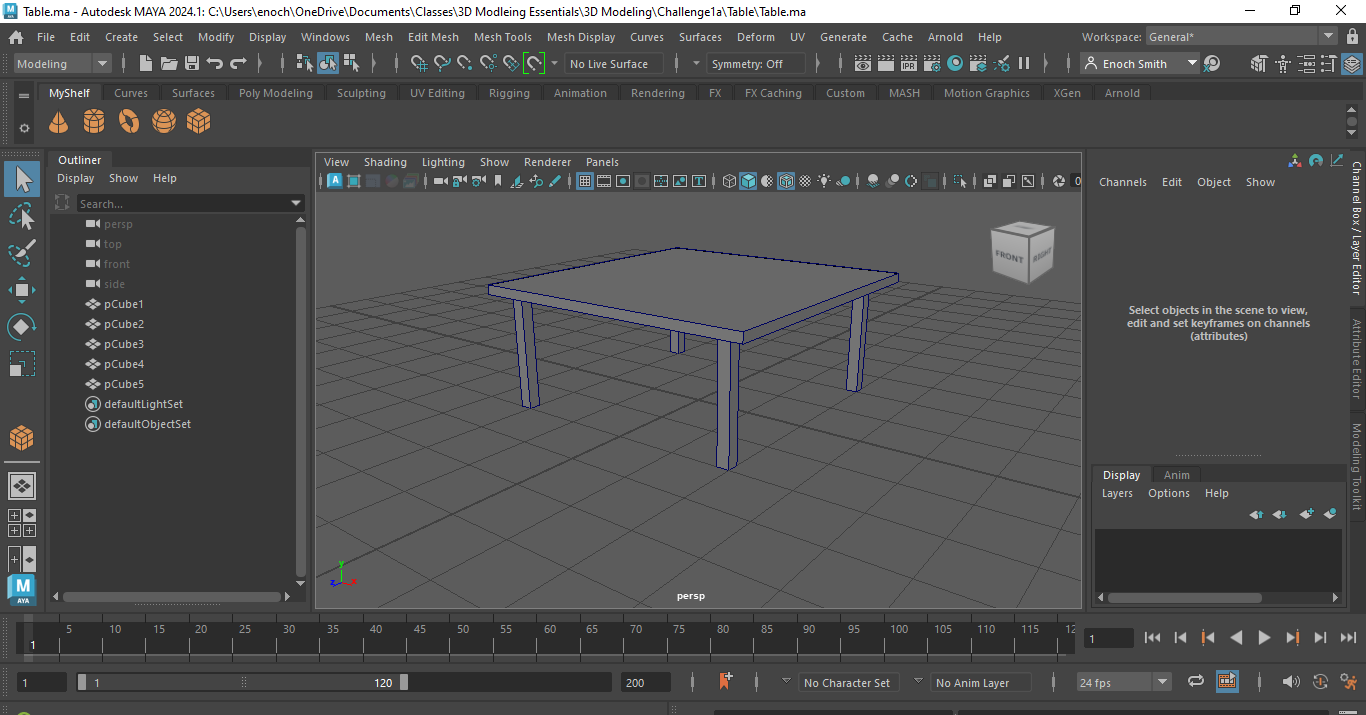 Table.ma - Autodesk MAYA 2024.1: C:\Users\enoch\OneDrive\Documents\Classes\3D Modleing Essentials\3D Modeling\Challenge1a\Table\Table.ma
File Edit Create Select Modify Display Windows Mesh Edit Mesh Mesh Tools Mesh Display Curves Surfaces Deform UV Generate Cache Arnold Help Workspace: General*
Modeling No Live Surface Symmetry: Off IPR Enoch Smith
MyShelf Curves Surfaces Poly Modeling Sculpting UV Editing Rigging Animation Rendering FX FX Caching Custom MASH Motion Graphics XGen Arnold
Outliner
Display Show Help
Search...
persp
top
front
side
pCube1
pCube2
pCube3
pCube4
pCube5
defaultLightSet
defaultObjectSet
M
AYA
View Shading Lighting Show Renderer Panels
A
0
FRONT RIGHT
y
z x
persp
Channels Edit Object Show
Select objects in the scene to view,
edit and set keyframes on channels
(attributes)
Display Anim
Layers Options Help
Channel Box / Layer Editor
Attribute Editor
Modeling Toolkit
5 10 15 20 25 30 35 40 45 50 55 60 65 70 75 80 85 90 95 100 105 110 115 12
1
1
1 1 120 200 No Character Set No Anim Layer 24 fps